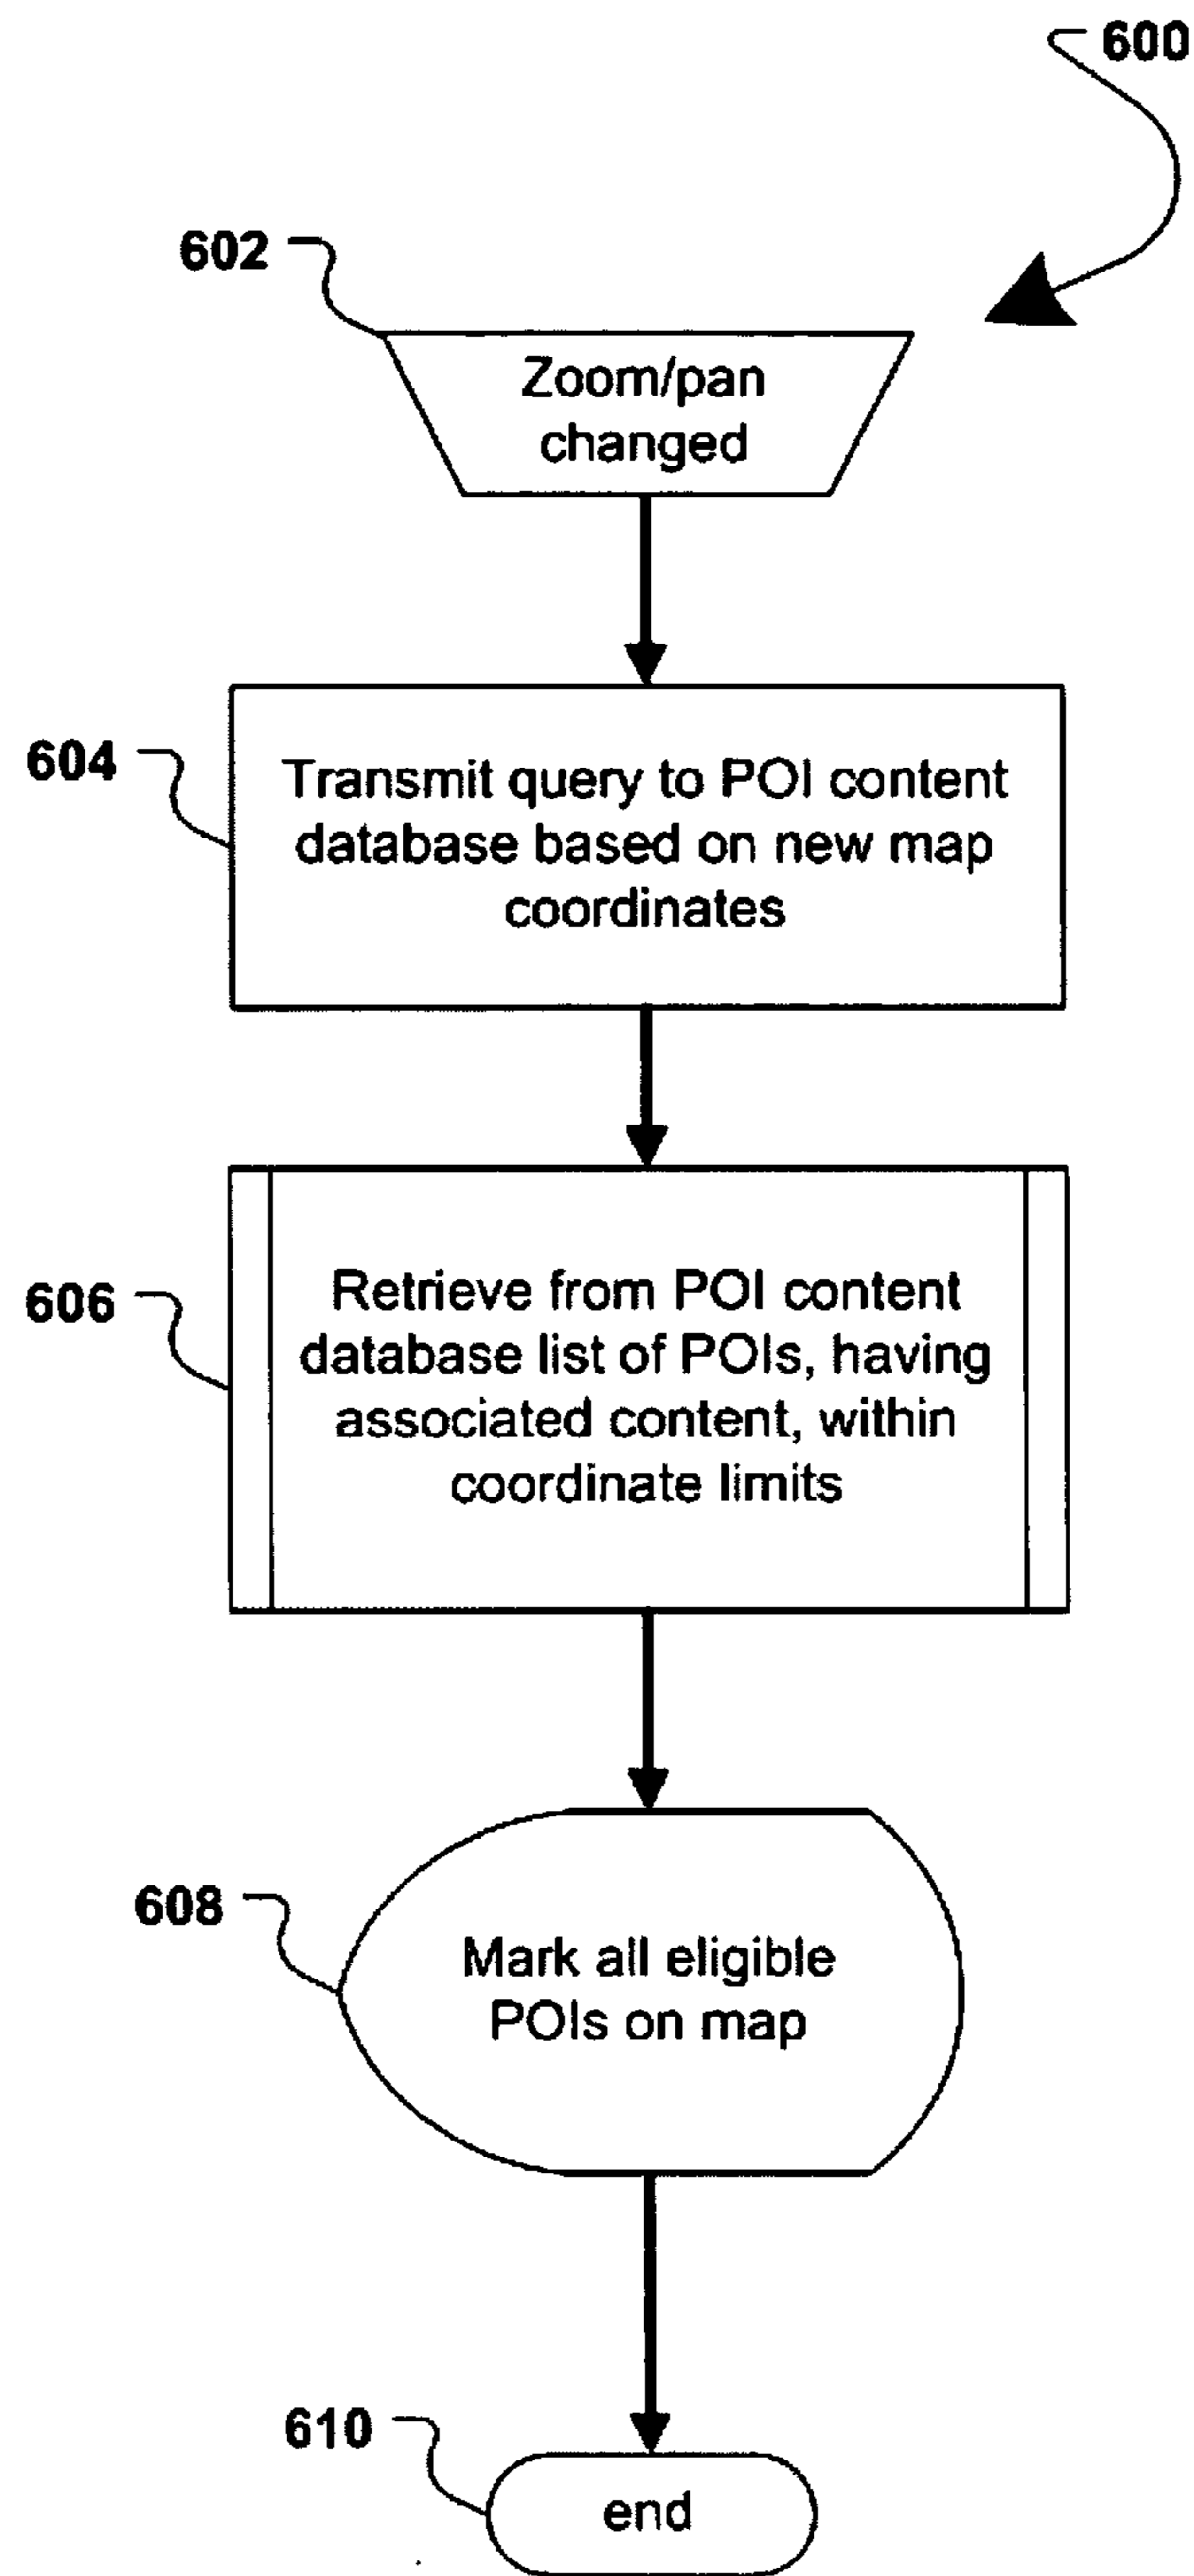 600
602
Zoom/pan
changed
604
Transmit query to POI content
database based on new map
coordinates
606
Retrieve from POI content
database list of POIs, having
associated content, within
coordinate limits
608
Mark all eligible
POIs on map
610
end